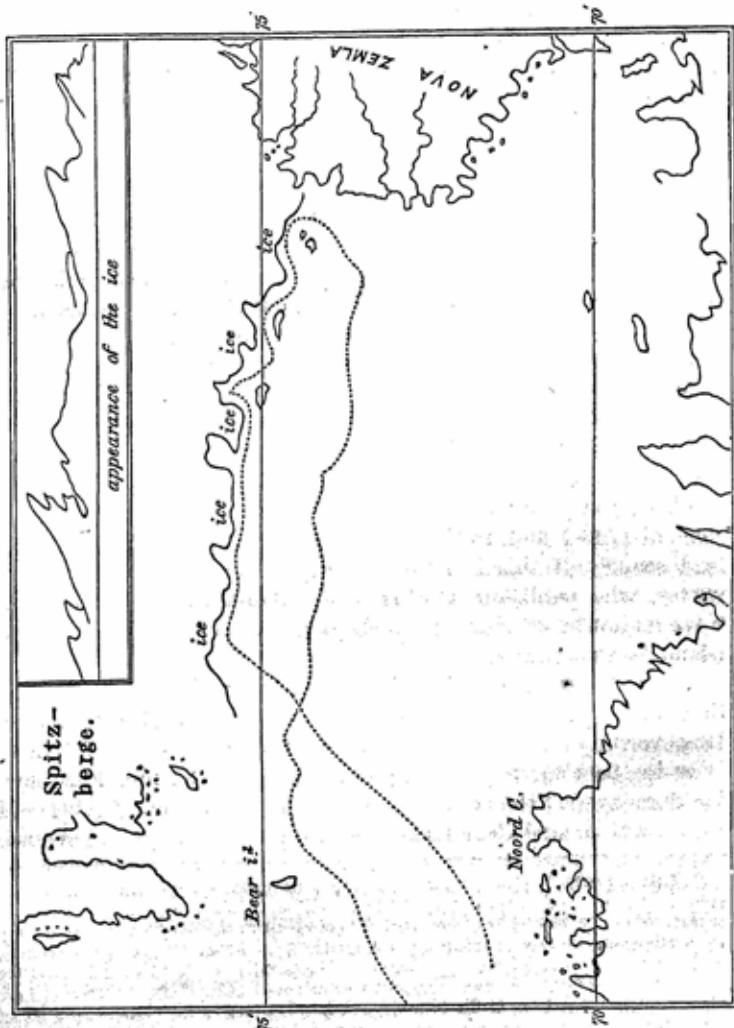 75
70
NOVA
ZEMLA
appearance of the ice
Spitz-
berge.
ice
ice
ice
ice
ice
Bear i^t.
Noord C.
75
70